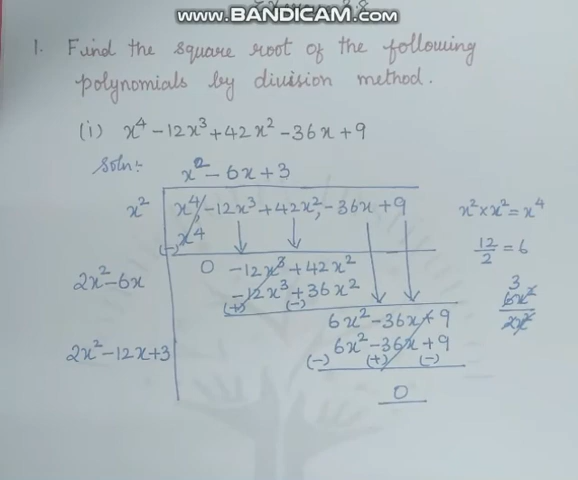 www.BANDICAM.com
1. Find the square root of the following
polynomials by division method.
(i) x⁴ - 12x³ + 42x² - 36x + 9
Soln:-
x² - 6x + 3
x² x⁴ - 12x³ + 42x² - 36x + 9 x² × x² = x⁴
(-) x⁴
12/2 = 6
2x² - 6x 0 - 12x³ + 42x²
- 12x³ + 36x²
(+) (-)
3
6x²/2x²
6x² - 36x + 9
2x² - 12x + 3 6x² - 36x + 9
(-) (+) (-)
0